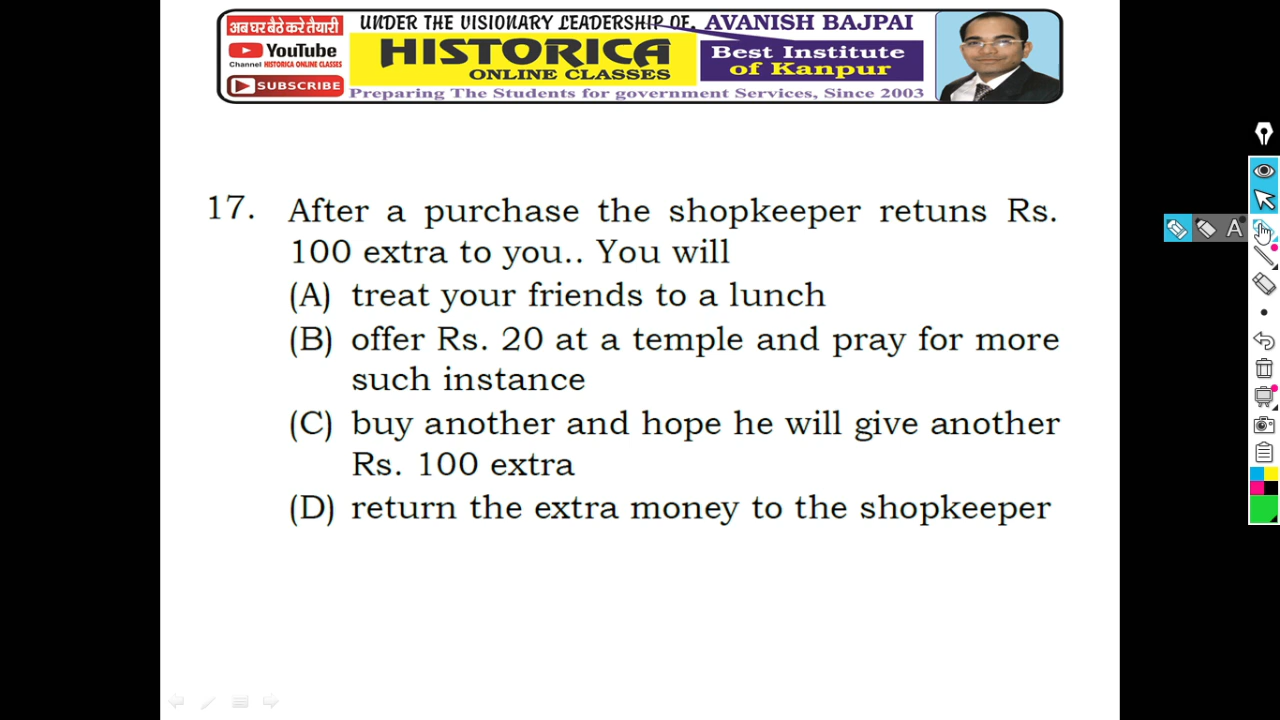 अब घर बैठे करे तैयारी
YouTube
Channel HISTORICA ONLINE CLASSES
SUBSCRIBE
UNDER THE VISIONARY LEADERSHIP OF. AVANISH BAJPAI
HISTORICA
ONLINE CLASSES
Best Institute
of Kanpur
Preparing The Students for government Services, Since 2003
17. After a purchase the shopkeeper retuns Rs.
100 extra to you.. You will
(A) treat your friends to a lunch
(B) offer Rs. 20 at a temple and pray for more
such instance
(C) buy another and hope he will give another
Rs. 100 extra
(D) return the extra money to the shopkeeper
A